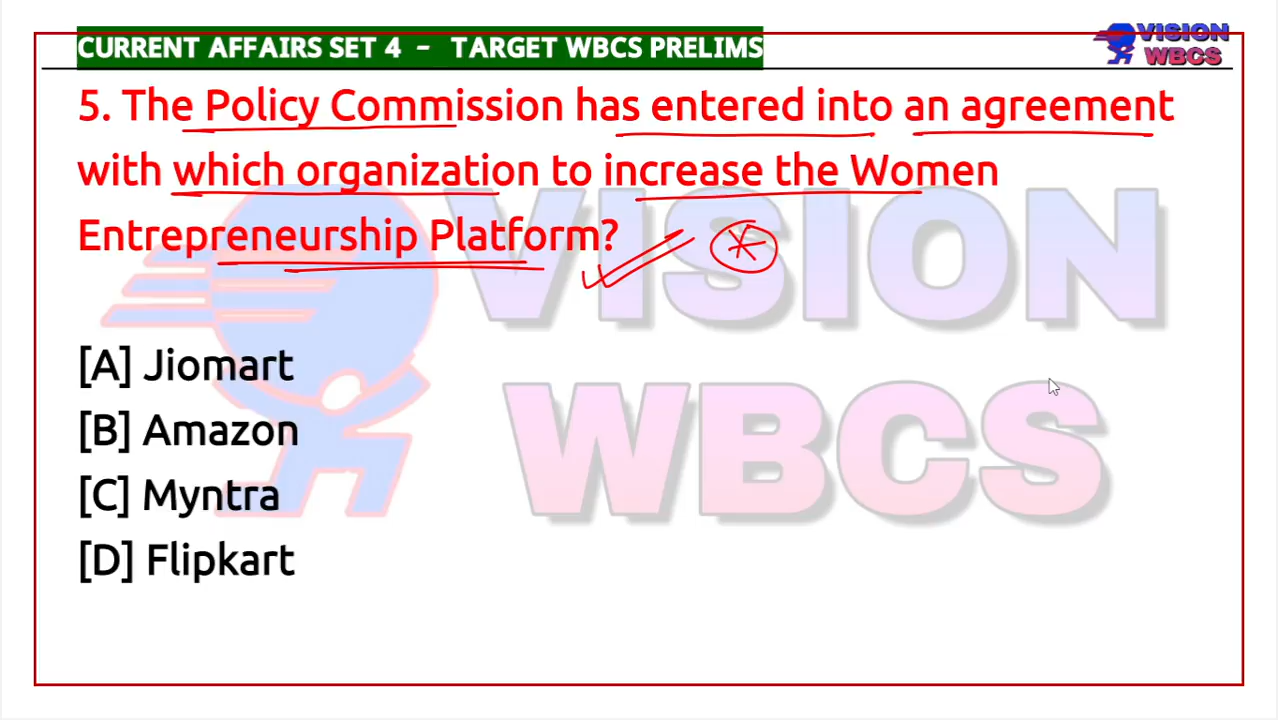 CURRENT AFFAIRS SET 4 - TARGET WBCS PRELIMS
VISION
WBCS
5. The Policy Commission has entered into an agreement
with which organization to increase the Women
Entrepreneurship Platform?
VISION
WBCS
[A] Jiomart
[B] Amazon
[C] Myntra
[D] Flipkart